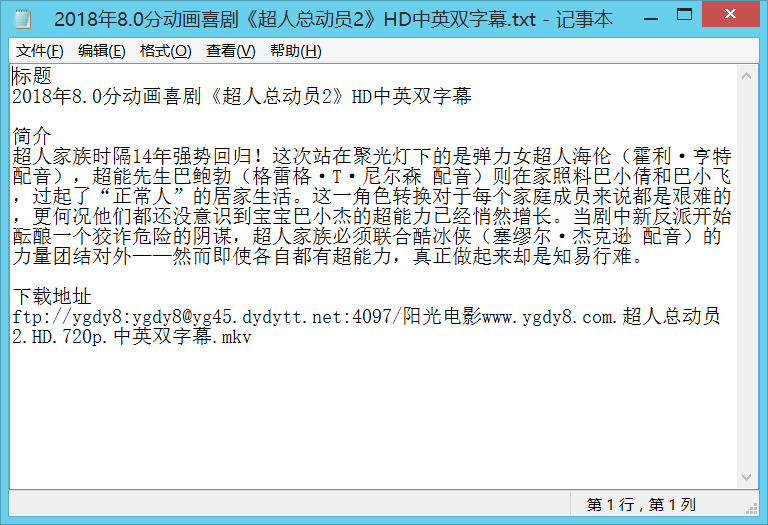 2018年8.0分动画喜剧《超人总动员2》HD中英双字幕.txt - 记事本
文件(F) 编辑(E) 格式(O) 查看(V) 帮助(H)
标题
2018年8.0分动画喜剧《超人总动员2》HD中英双字幕
简介
超人家族时隔14年强势回归！这次站在聚光灯下的是弹力女超人海伦（霍利·亨特
配音），超能先生巴鲍勃（格雷格·T·尼尔森 配音）则在家照料巴小倩和巴小飞
，过起了“正常人”的居家生活。这一角色转换对于每个家庭成员来说都是艰难的
，更何况他们都还没意识到宝宝巴小杰的超能力已经悄然增长。当剧中新反派开始
酝酿一个狡诈危险的阴谋，超人家族必须联合酷冰侠（塞缪尔·杰克逊 配音）的
力量团结对外——然而即使各自都有超能力，真正做起来却是知易行难。
下载地址
ftp://ygdy8:ygdy8@yg45.dydytt.net:4097/阳光电影www.ygdy8.com.超人总动员
2.HD.720p.中英双字幕.mkv
第 1 行，第 1 列